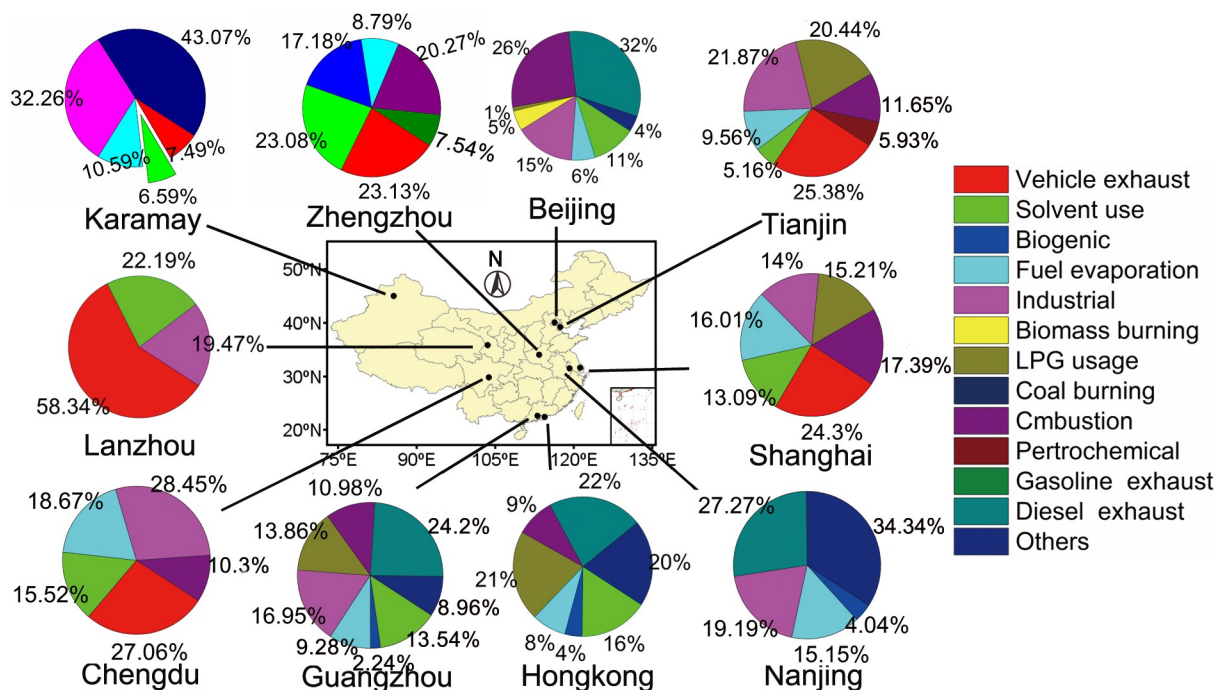 43.07%
32.26%
10.59%
7.49%
6.59%
Karamay
8.79%
17.18%
20.27%
23.08%
7.54%
23.13%
Zhengzhou
26%
32%
1%
5%
4%
15%
11%
6%
Beijing
20.44%
21.87%
11.65%
9.56%
5.93%
5.16%
25.38%
Tianjin
22.19%
19.47%
58.34%
Lanzhou
N
50°N
40°N
30°N
20°N
75°E
90°E
105°E
120°E
135°E
14%
15.21%
16.01%
17.39%
13.09%
24.3%
Shanghai
Vehicle exhaust
Solvent use
Biogenic
Fuel evaporation
Industrial
Biomass burning
LPG usage
Coal burning
Cmbustion
Pertrochemical
Gasoline exhaust
Diesel exhaust
Others
18.67%
28.45%
10.3%
15.52%
27.06%
Chengdu
10.98%
13.86%
24.2%
16.95%
8.96%
9.28%
13.54%
2.24%
Guangzhou
22%
9%
20%
21%
8%
4%
16%
Hongkong
27.27%
34.34%
19.19%
4.04%
15.15%
Nanjing